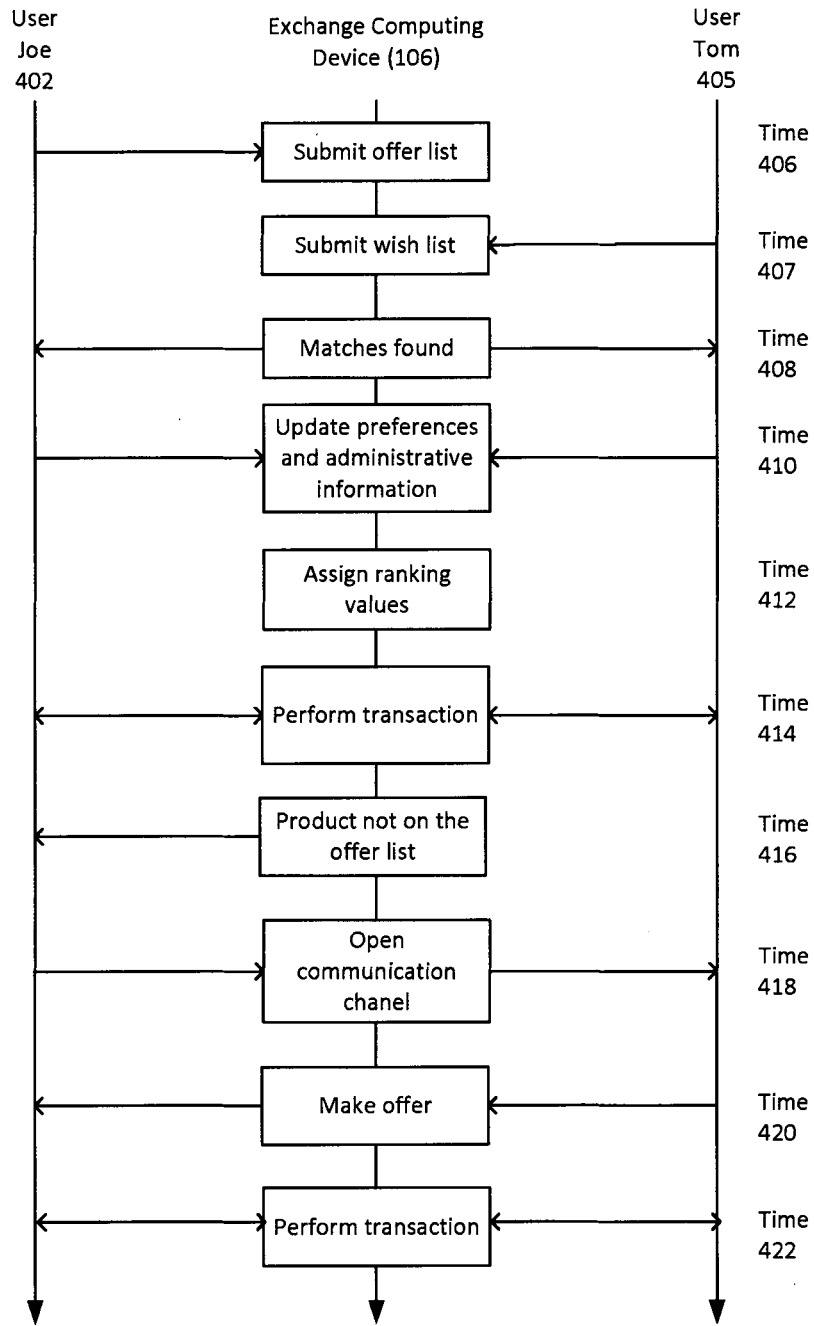 User
Joe
402
Exchange Computing
Device (106)
User
Tom
405
Submit offer list
Time
406
Submit wish list
Time
407
Matches found
Time
408
Update preferences
and administrative
information
Time
410
Assign ranking
values
Time
412
Perform transaction
Time
414
Product not on the
offer list
Time
416
Open
communication
chanel
Time
418
Make offer
Time
420
Perform transaction
Time
422